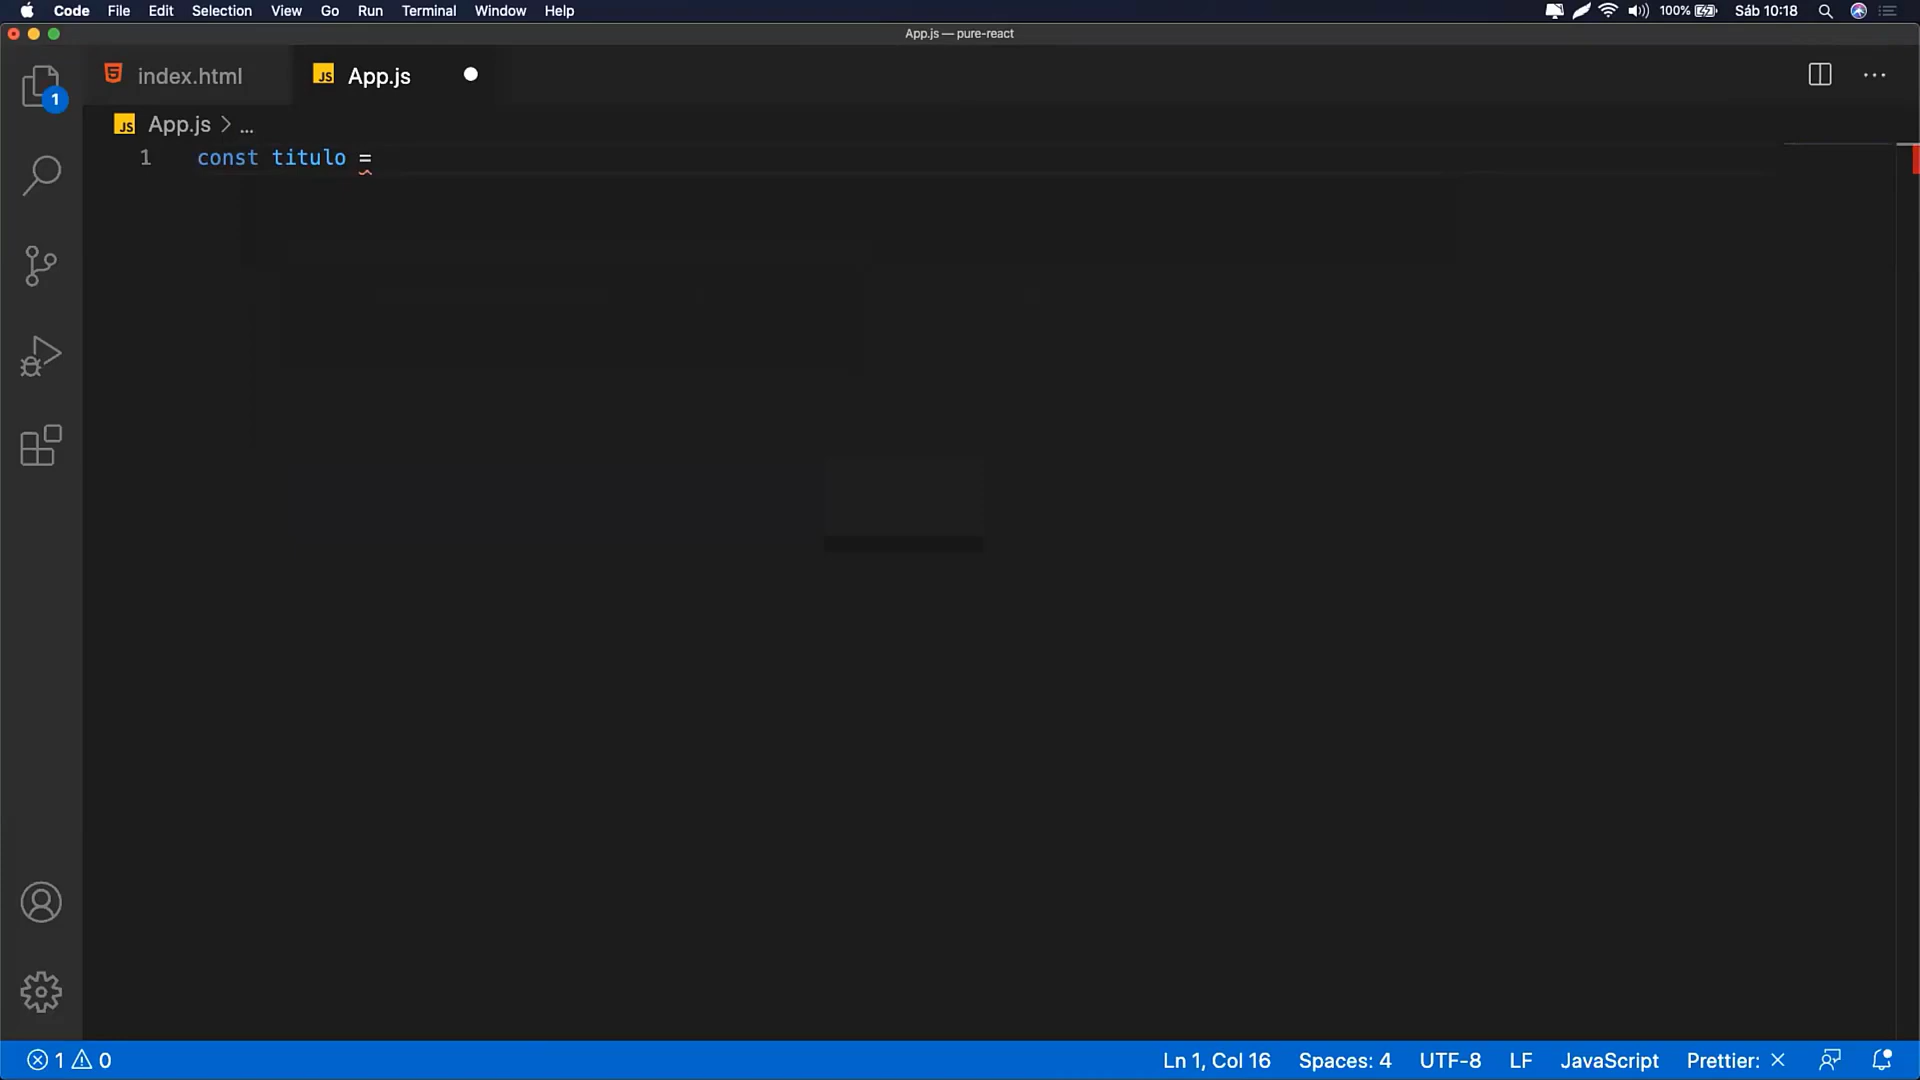 Code File Edit Selection View Go Run Terminal Window Help 100% Sáb 10:18
App.js — pure-react
index.html JS App.js
1
JS App.js > ...
1 const titulo =
1 0 Ln 1, Col 16 Spaces: 4 UTF-8 LF JavaScript Prettier: ×